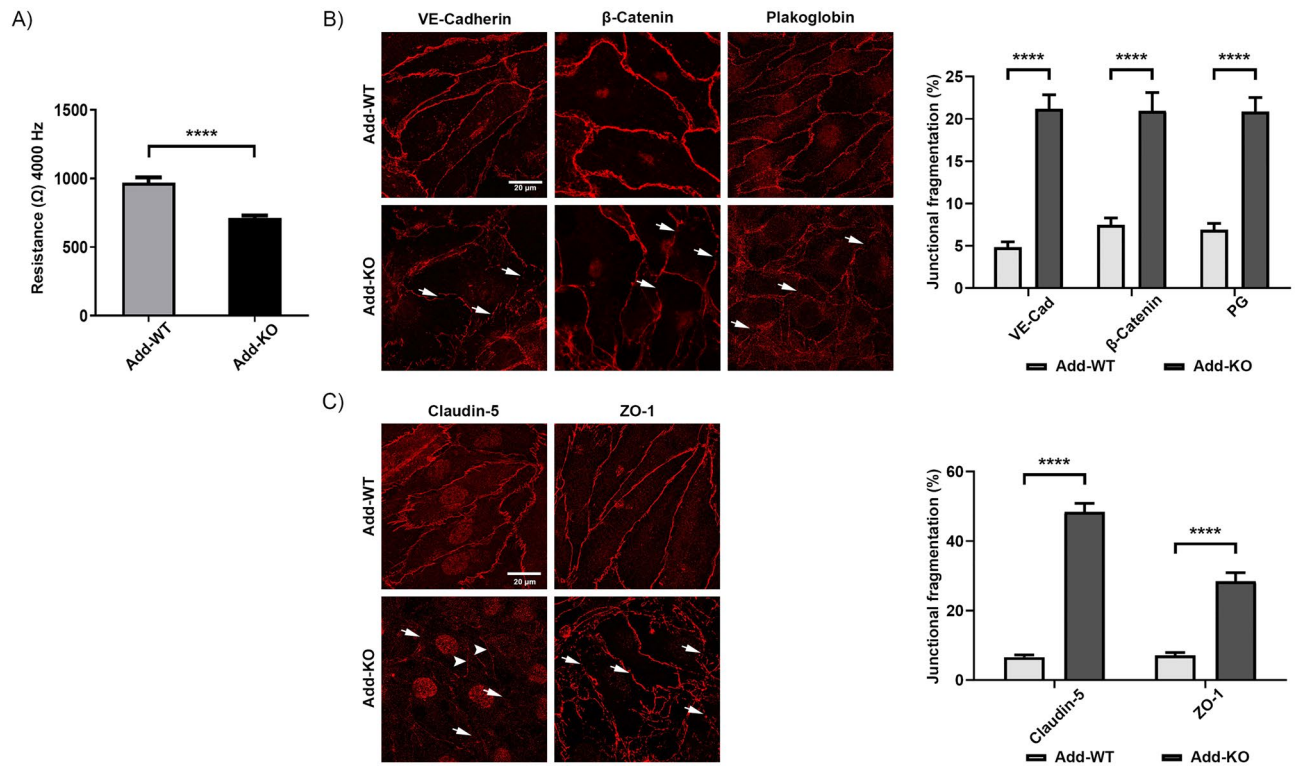 A)
1500
1000
500
0
Resistance (Ω) 4000 Hz
****
Add-WT
Add-KO
B)
VE-Cadherin
β-Catenin
Plakoglobin
Add-WT
20 µm
Add-KO
Junctional fragmentation (%)
25
20
15
10
5
0
****
****
****
VE-Cad
β-Catenin
PG
Add-WT
Add-KO
C)
Claudin-5
ZO-1
Add-WT
20 µm
Add-KO
Junctional fragmentation (%)
60
40
20
0
****
****
Claudin-5
ZO-1
Add-WT
Add-KO